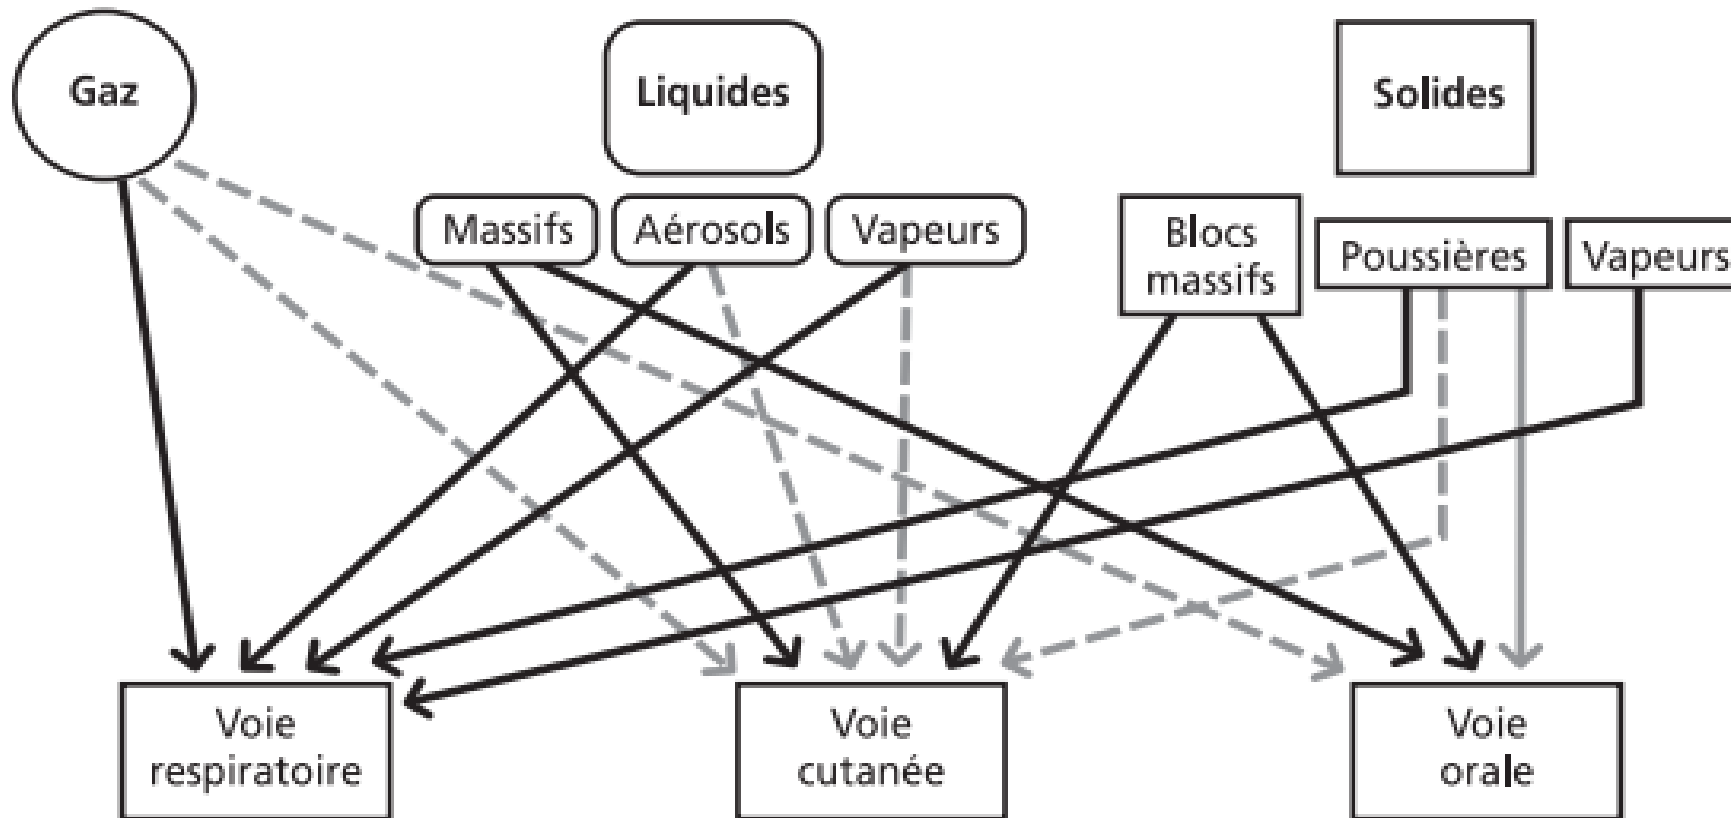 Gaz
Liquides
Solides
Massifs
Aérosols
Vapeurs
Blocs
massifs
Poussières
Vapeurs
Voie
respiratoire
Voie
cutanée
Voie
orale